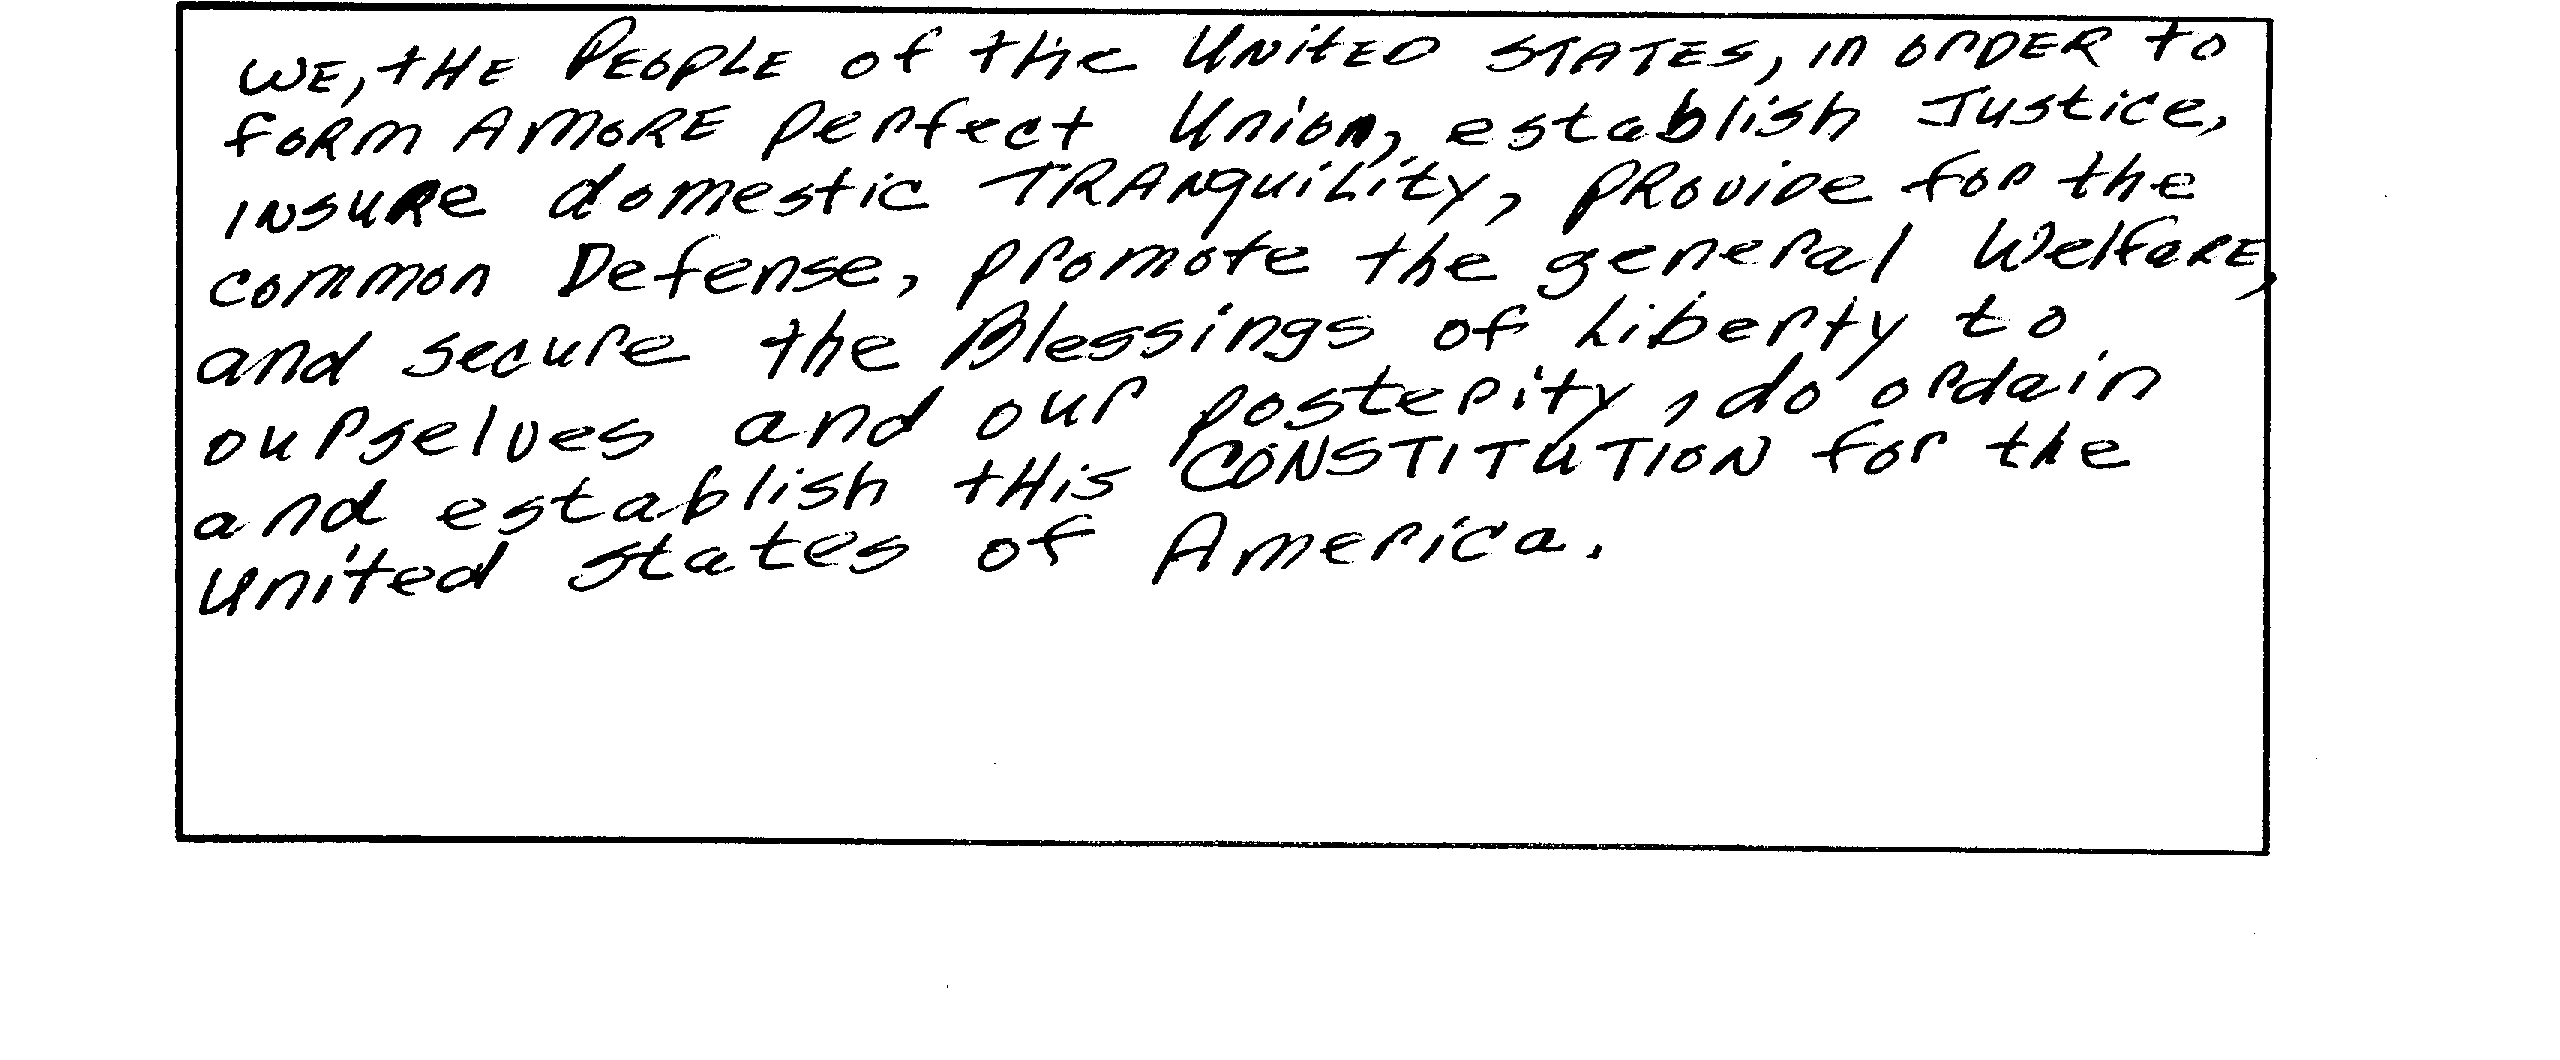 WE, tHE PEOPLE of the UNitED STATES, in orDER to
foRm A MORE perfect Union, establish Justice,
INSURe domestic TRANquiLity, PRovide for the
common Defense, promote the general WelfaRE,
and secure the Blessings of Liberty to
ourselves and our posterity, do ordain
and establish tHis CONSTITUTION for the
United states of America.